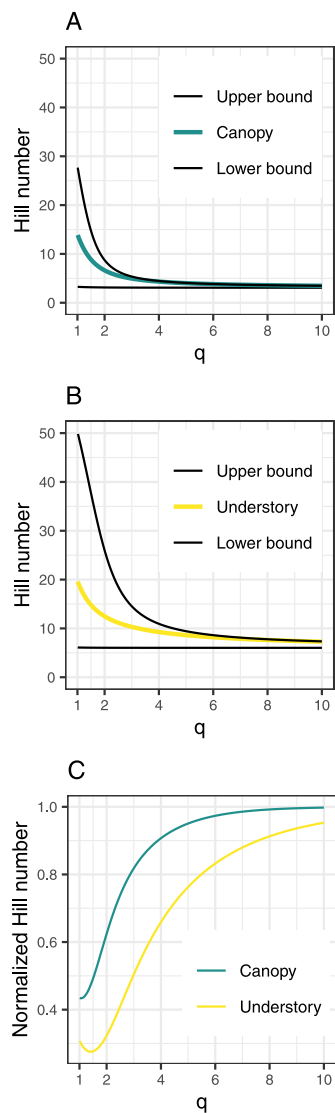 A
Hill number
50
40
30
20
10
0
Upper bound
Canopy
Lower bound
1 2 4 6 8 10
q
B
Hill number
50
40
30
20
10
0
Upper bound
Understory
Lower bound
1 2 4 6 8 10
q
C
Normalized Hill number
1.0
0.8
0.6
0.4
Canopy
Understory
1 2 4 6 8 10
q